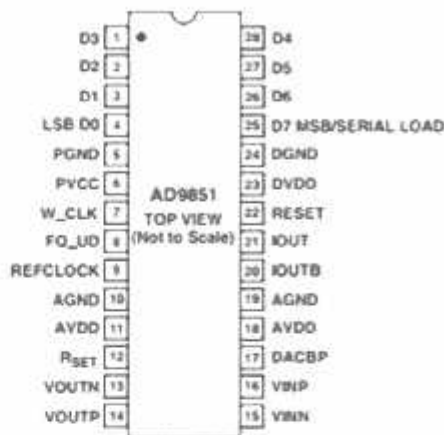 D3 1 28 D4
D2 2 27 D5
D1 3 26 D6
LSB D0 4 25 D7 MSB/SERIAL LOAD
PGND 5 24 DGND
PVCC 6 23 DVDD
W_CLK 7 22 RESET
FQ_UD 8 21 IOUT
REFCLOCK 9 20 IOUTB
AGND 10 19 AGND
AVDD 11 18 AVDD
RSET 12 17 DACBP
VOUTN 13 16 VINP
VOUTP 14 15 VINN
AD9851
TOP VIEW
(Not to Scale)